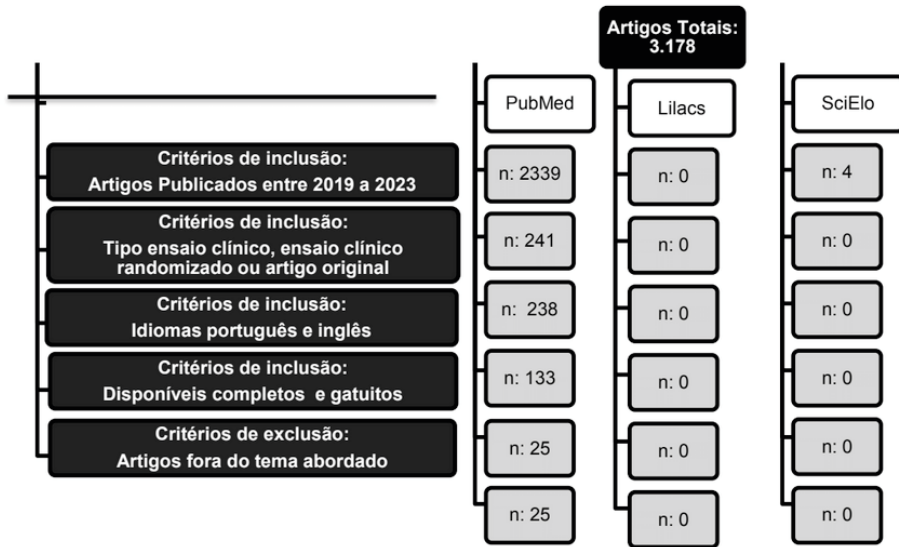 Artigos Totais:
3.178
PubMed
Lilacs
SciElo
Critérios de inclusão:
Artigos Publicados entre 2019 a 2023
n: 2339
n: 0
n: 4
Critérios de inclusão:
Tipo ensaio clínico, ensaio clínico
randomizado ou artigo original
n: 241
n: 0
n: 0
Critérios de inclusão:
Idiomas português e inglês
n: 238
n: 0
n: 0
Critérios de inclusão:
Disponíveis completos e gatuitos
n: 133
n: 0
n: 0
Critérios de exclusão:
Artigos fora do tema abordado
n: 25
n: 0
n: 0
n: 25
n: 0
n: 0